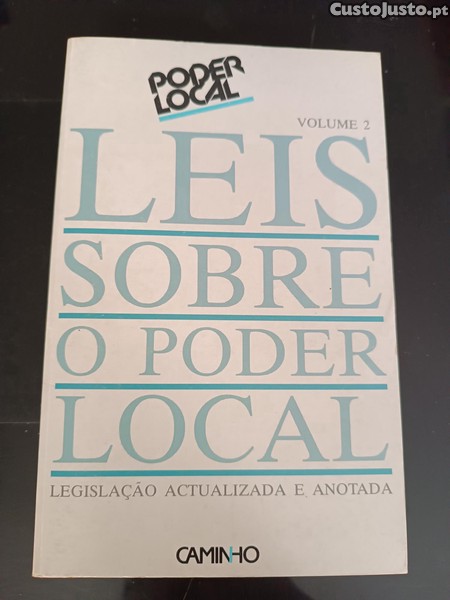 CustoJusto.pt
PODER
LOCAL
VOLUME 2
LEIS
SOBRE
O PODER
LOCAL
LEGISLAÇÃO ACTUALIZADA E ANOTADA
CAMINHO